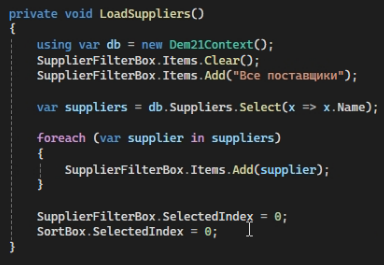 private void LoadSuppliers()
{
using var db = new Dem21Context();
SupplierFilterBox.Items.Clear();
SupplierFilterBox.Items.Add("Все поставщики");
var suppliers = db.Suppliers.Select(x => x.Name);
foreach (var supplier in suppliers)
{
SupplierFilterBox.Items.Add(supplier);
}
SupplierFilterBox.SelectedIndex = 0;
SortBox.SelectedIndex = 0;
}